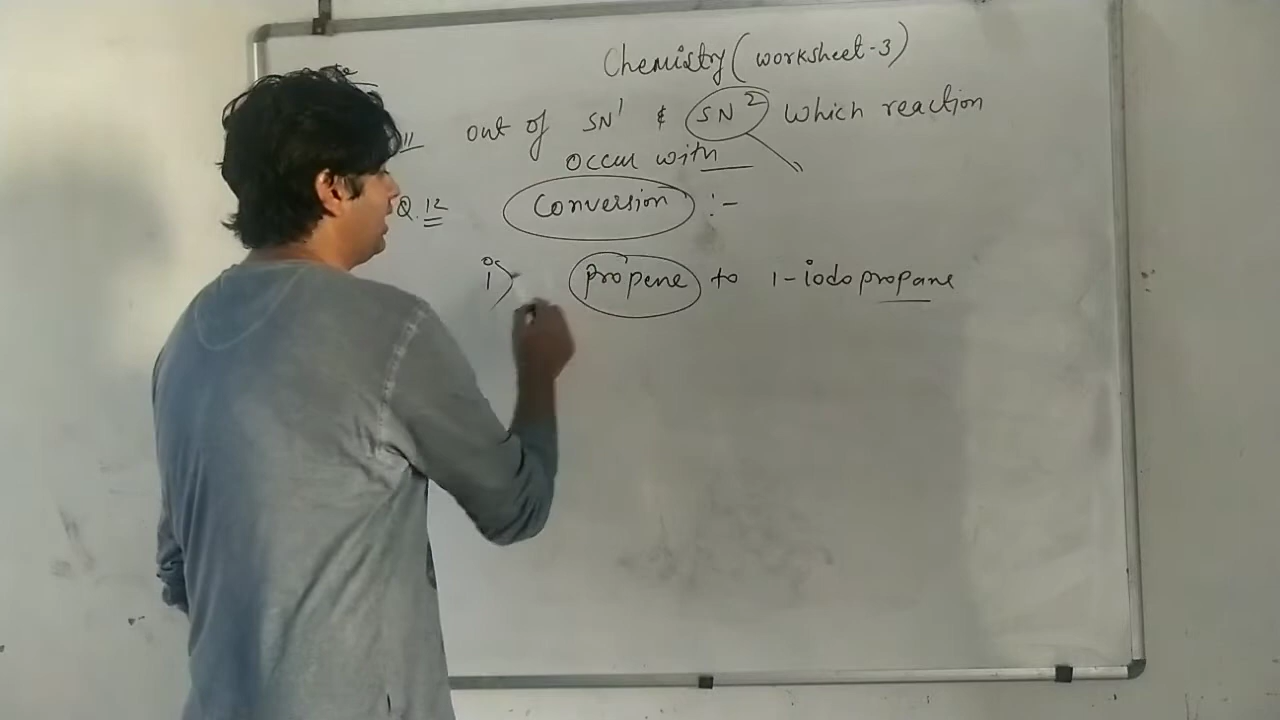 Chemistry (worksheet-3)
11 out of SN1 & SN2 which reaction
occur with
Q.12 Conversion :-
i) propene to 1-iodopropane